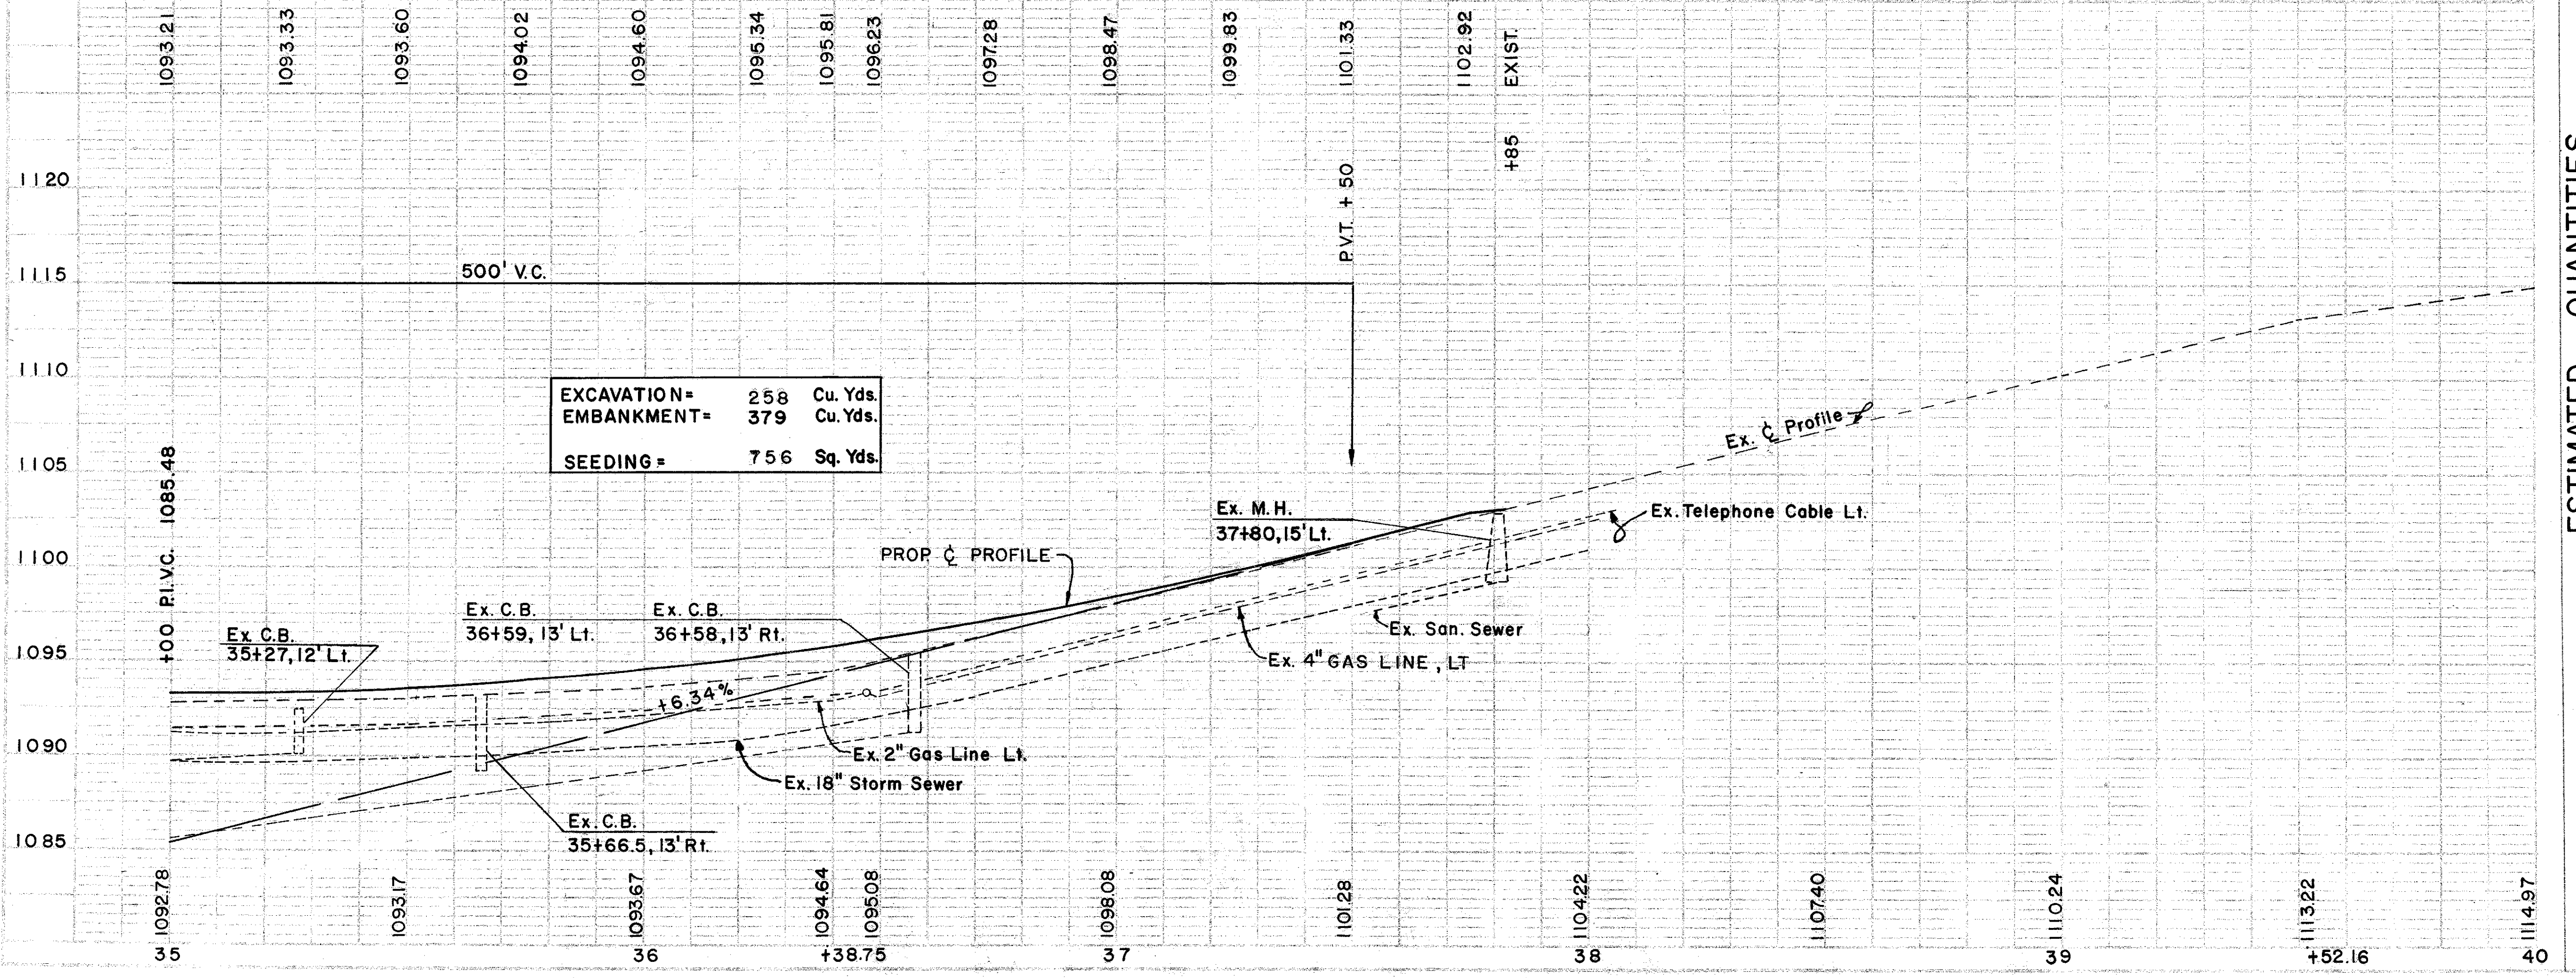 1093.21
1093.33
1093.60
1094.02
1094.60
1095.34
1095.81
1096.23
1097.28
1098.47
1099.83
1101.33
1102.92
+85 EXIST.
P.V.T. +50
ESTIMATED QUANTITIES
1120
1115
1110
1105
1100
1095
1090
1085
500' V.C.
EXCAVATION= 258 Cu. Yds.
EMBANKMENT= 379 Cu. Yds.
SEEDING= 756 Sq. Yds.
+00 P.I.V.C. 1085.48
Ex. ℄ Profile
Ex. M.H.
37+80,15' Lt.
Ex. Telephone Cable Lt.
PROP. ℄ PROFILE
Ex. C.B.
36+59, 13' Lt.
Ex. C.B.
36+58, 13' Rt.
Ex. C.B.
35+27, 12' Lt.
Ex. San. Sewer
Ex. 4" GAS LINE, LT
+6.34%
Ex. 2" Gas Line Lt.
Ex. 18" Storm Sewer
Ex. C.B.
35+66.5, 13' Rt.
1092.78
1093.17
1093.67
1094.64
1095.08
1098.08
1101.28
1104.22
1107.40
1110.24
1113.22
1114.97
35
36
+38.75
37
38
39
+52.16
40